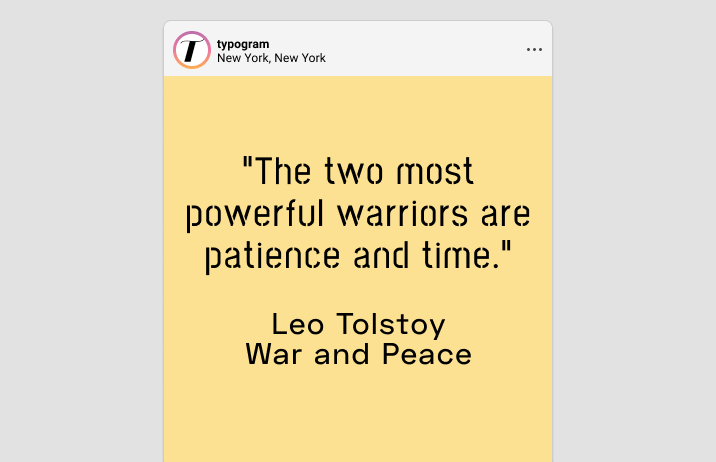 T
typogram
New York, New York
"The two most
powerful warriors are
patience and time."
Leo Tolstoy
War and Peace